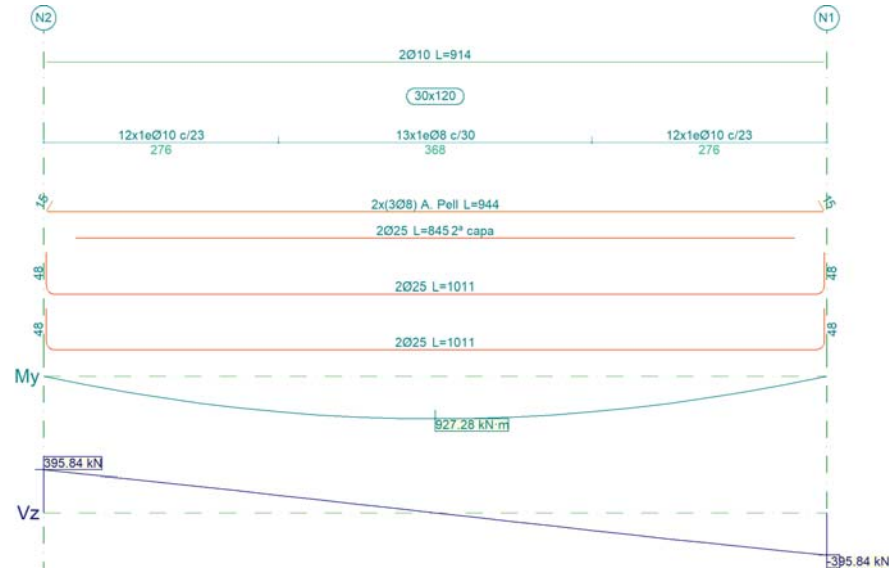 N2 N1
2Ø10 L=914
30x120
12x1eØ10 c/23 13x1eØ8 c/30 12x1eØ10 c/23
276 368 276
15 2x(3Ø8) A. Pell L=944 15
2Ø25 L=845 2ª capa
48 48
2Ø25 L=1011
48 48
2Ø25 L=1011
My
927.28 kN·m
395.84 kN
Vz
-395.84 kN